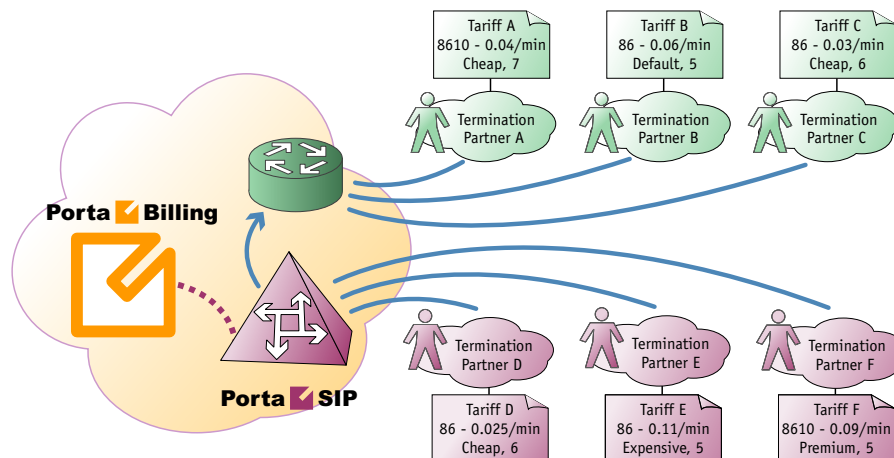 Tariff A
8610 - 0.04/min
Cheap, 7
Tariff B
86 - 0.06/min
Default, 5
Tariff C
86 - 0.03/min
Cheap, 6
Termination
Partner A
Termination
Partner B
Termination
Partner C
Porta Billing
Porta SIP
Termination
Partner D
Termination
Partner E
Termination
Partner F
Tariff D
86 - 0.025/min
Cheap, 6
Tariff E
86 - 0.11/min
Expensive, 5
Tariff F
8610 - 0.09/min
Premium, 5